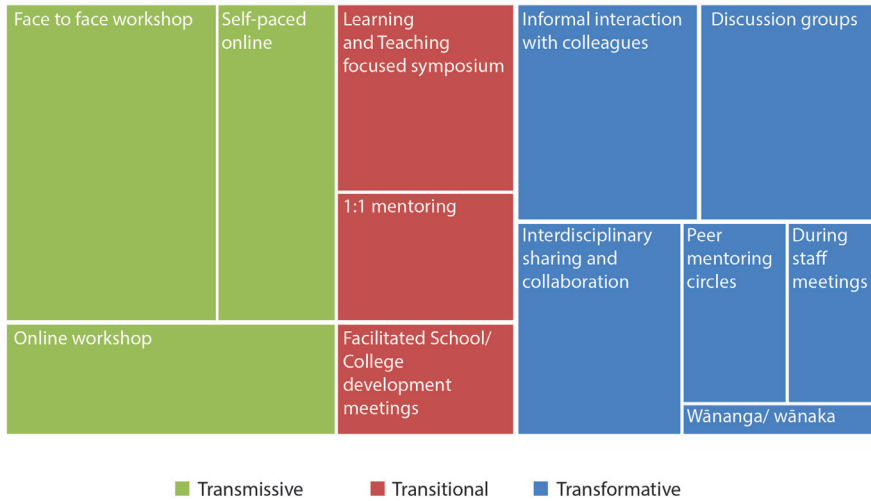 Face to face workshop
Self-paced
online
Online workshop
Learning
and Teaching
focused symposium
1:1 mentoring
Facilitated School/
College
development
meetings
Informal interaction
with colleagues
Discussion groups
Interdisciplinary
sharing and
collaboration
Peer
mentoring
circles
During
staff
meetings
Wānanga/ wānaka
Transmissive
Transitional
Transformative